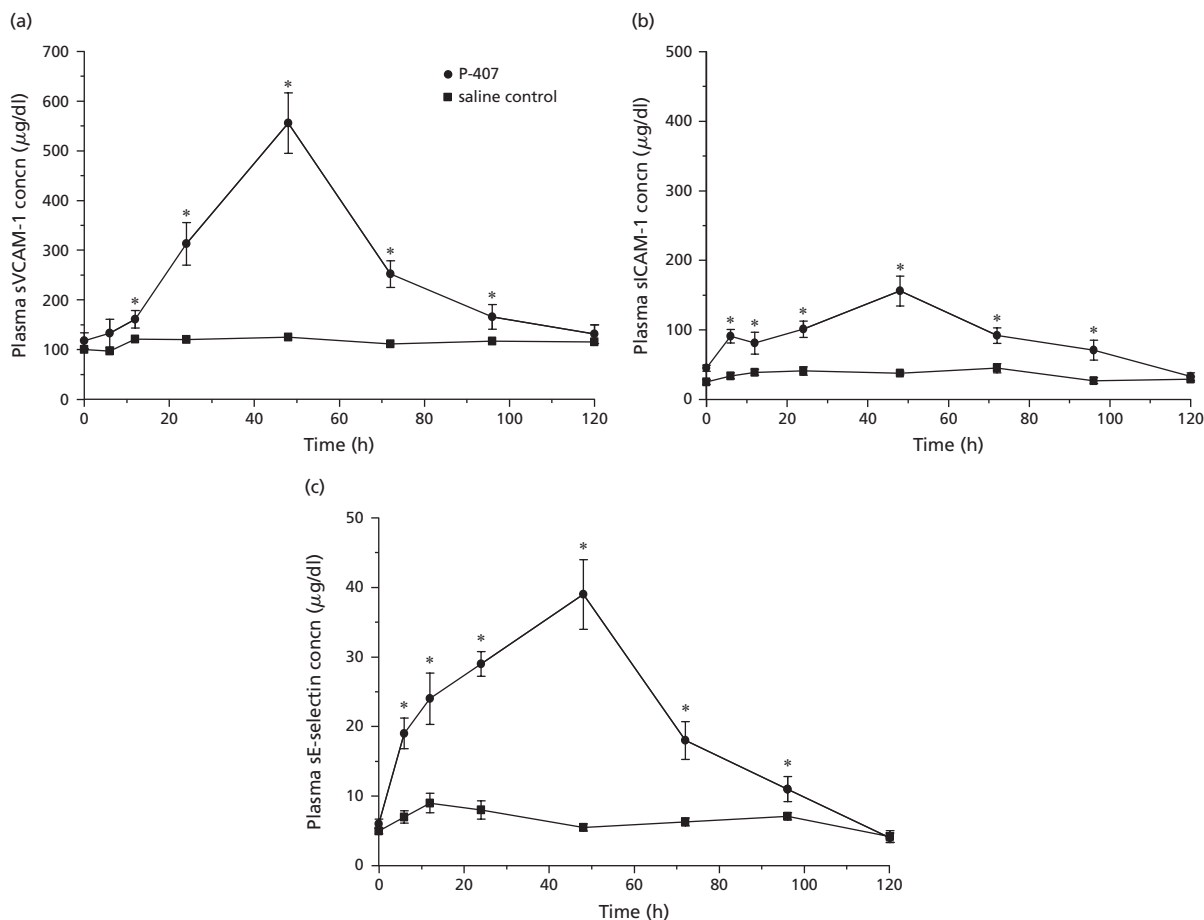 (a)
700
600
500
400
300
200
100
0
Plasma sVCAM-1 concn (μg/dl)
* * * * *
P-407
saline control
0 20 40 60 80 100 120
Time (h)
(b)
500
400
300
200
100
0
Plasma sICAM-1 concn (μg/dl)
* * * * * *
0 20 40 60 80 100 120
Time (h)
(c)
50
40
30
20
10
0
Plasma sE-selectin concn (μg/dl)
* * * * * *
0 20 40 60 80 100 120
Time (h)